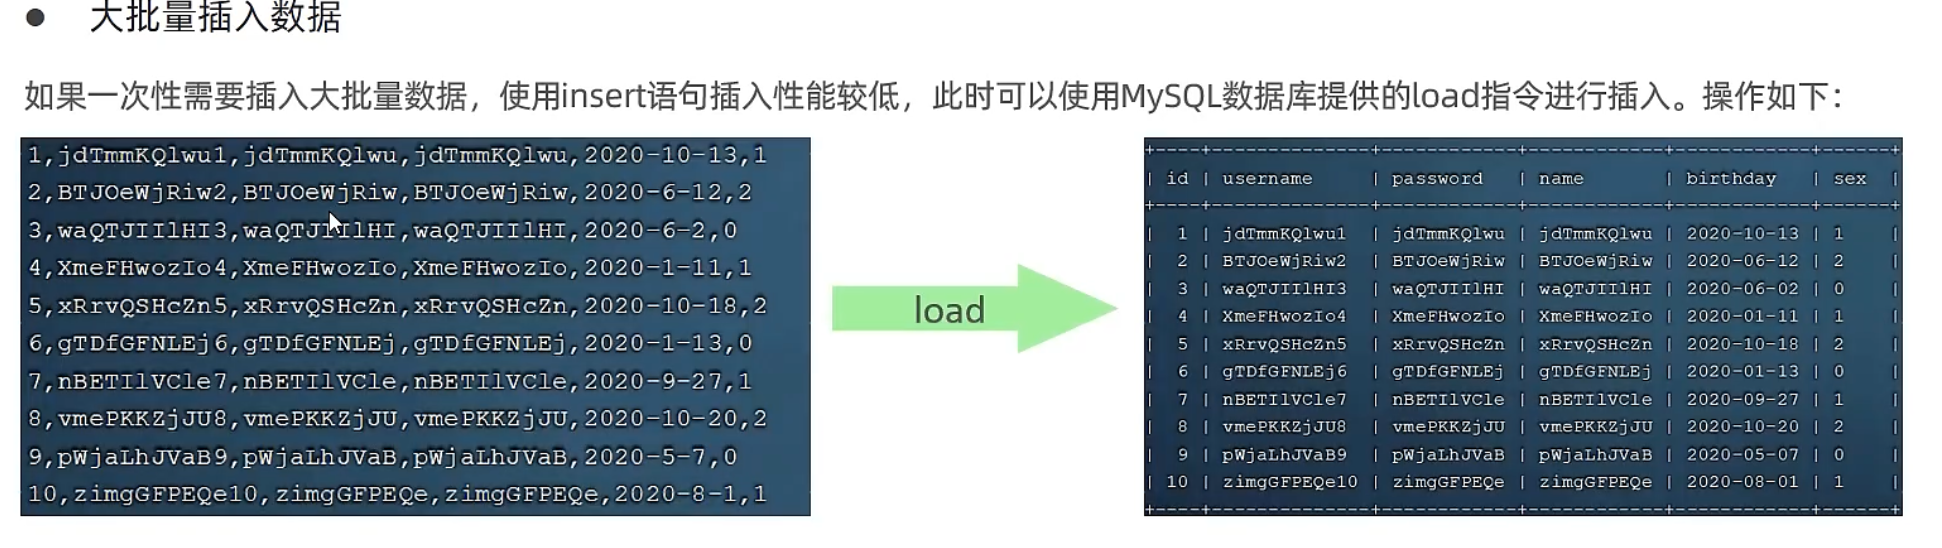 ● 大批量插入数据
如果一次性需要插入大批量数据，使用insert语句插入性能较低，此时可以使用MySQL数据库提供的load指令进行插入。操作如下：
1,jdTmmKQlwu1,jdTmmKQlwu,jdTmmKQlwu,2020-10-13,1
2,BTJOeWjRiw2,BTJOeWjRiw,BTJOeWjRiw,2020-6-12,2
3,waQTJIIlHI3,waQTJIIlHI,waQTJIIlHI,2020-6-2,0
4,XmeFHwozIo4,XmeFHwozIo,XmeFHwozIo,2020-1-11,1
5,xRrvQSHcZn5,xRrvQSHcZn,xRrvQSHcZn,2020-10-18,2
6,gTDfGFNLEj6,gTDfGFNLEj,gTDfGFNLEj,2020-1-13,0
7,nBETIlVCle7,nBETIlVCle,nBETIlVCle,2020-9-27,1
8,vmePKKZjJU8,vmePKKZjJU,vmePKKZjJU,2020-10-20,2
9,pWjaLhJVaB9,pWjaLhJVaB,pWjaLhJVaB,2020-5-7,0
10,zimgGFPEQe10,zimgGFPEQe,zimgGFPEQe,2020-8-1,1
load
| id | username | password | name | birthday | sex |
| 1 | jdTmmKQlwu1 | jdTmmKQlwu | jdTmmKQlwu | 2020-10-13 | 1 |
| 2 | BTJOeWjRiw2 | BTJOeWjRiw | BTJOeWjRiw | 2020-06-12 | 2 |
| 3 | waQTJIIlHI3 | waQTJIIlHI | waQTJIIlHI | 2020-06-02 | 0 |
| 4 | XmeFHwozIo4 | XmeFHwozIo | XmeFHwozIo | 2020-01-11 | 1 |
| 5 | xRrvQSHcZn5 | xRrvQSHcZn | xRrvQSHcZn | 2020-10-18 | 2 |
| 6 | gTDfGFNLEj6 | gTDfGFNLEj | gTDfGFNLEj | 2020-01-13 | 0 |
| 7 | nBETIlVCle7 | nBETIlVCle | nBETIlVCle | 2020-09-27 | 1 |
| 8 | vmePKKZjJU8 | vmePKKZjJU | vmePKKZjJU | 2020-10-20 | 2 |
| 9 | pWjaLhJVaB9 | pWjaLhJVaB | pWjaLhJVaB | 2020-05-07 | 0 |
| 10 | zimgGFPEQe10 | zimgGFPEQe | zimgGFPEQe | 2020-08-01 | 1 |